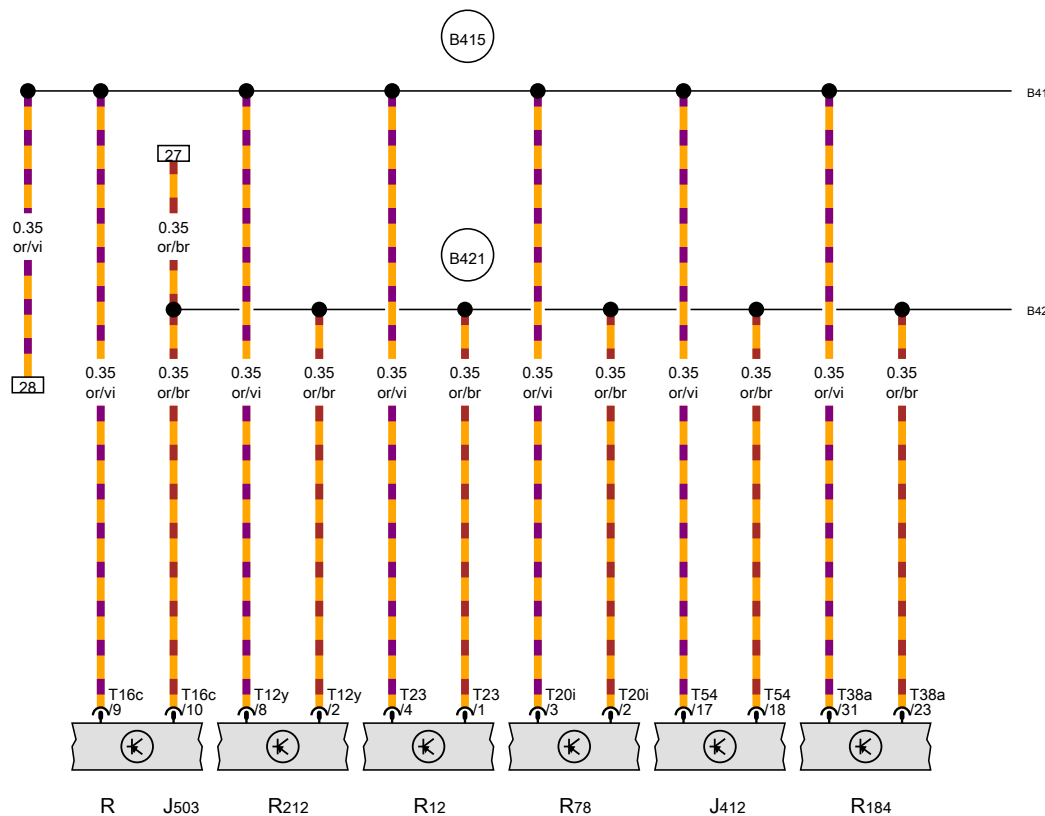 B415
B41
27
0.35
or/vi
0.35
or/br
B421
B42
28
0.35
or/vi
0.35
or/br
0.35
or/vi
0.35
or/br
0.35
or/vi
0.35
or/br
0.35
or/vi
0.35
or/br
0.35
or/vi
0.35
or/br
0.35
or/vi
0.35
or/br
T16c
/9
T16c
/10
T12y
/8
T12y
/2
T23
/4
T23
/1
T20i
/3
T20i
/2
T54
/17
T54
/18
T38a
/31
T38a
/23
R
J503
R212
R12
R78
J412
R184